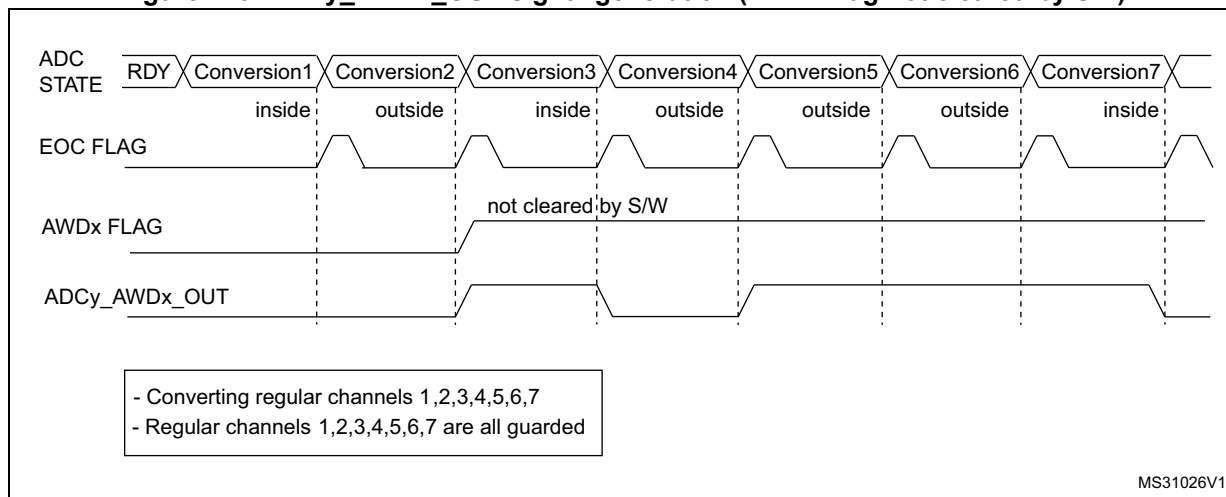 ADC STATE
RDY Conversion1 Conversion2 Conversion3 Conversion4 Conversion5 Conversion6 Conversion7
inside outside inside outside outside outside inside
EOC FLAG
not cleared by S/W
AWDx FLAG
ADCy_AWDx_OUT
- Converting regular channels 1,2,3,4,5,6,7
- Regular channels 1,2,3,4,5,6,7 are all guarded
MS31026V1